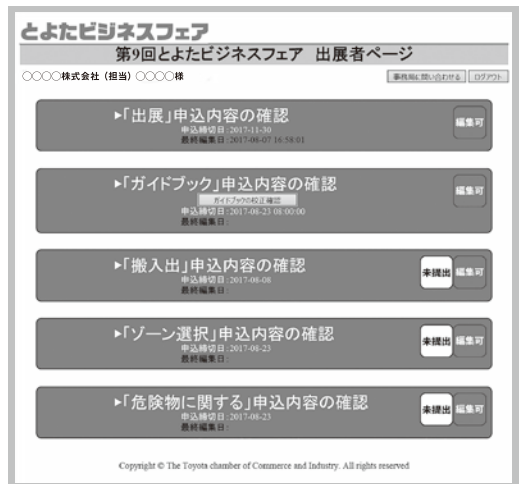 とよたビジネスフェア
第9回とよたビジネスフェア 出展者ページ
〇〇〇〇株式会社（担当）〇〇〇〇様
事務局に問い合わせる ログアウト
▶「出展」申込内容の確認
編集可
申込締切日:2017-11-30
最終編集日:2017-08-07 16:58:01
▶「ガイドブック」申込内容の確認
編集可
ガイドブックの校正確認
申込締切日:2017-08-23 08:00:00
最終編集日:
▶「搬入出」申込内容の確認
未提出 編集可
申込締切日:2017-08-08
最終編集日:
▶「ゾーン選択」申込内容の確認
未提出 編集可
申込締切日:2017-08-23
最終編集日:
▶「危険物に関する」申込内容の確認
未提出 編集可
申込締切日:2017-08-23
最終編集日:
Copyright © The Toyota chamber of Commerce and Industry. All rights reserved